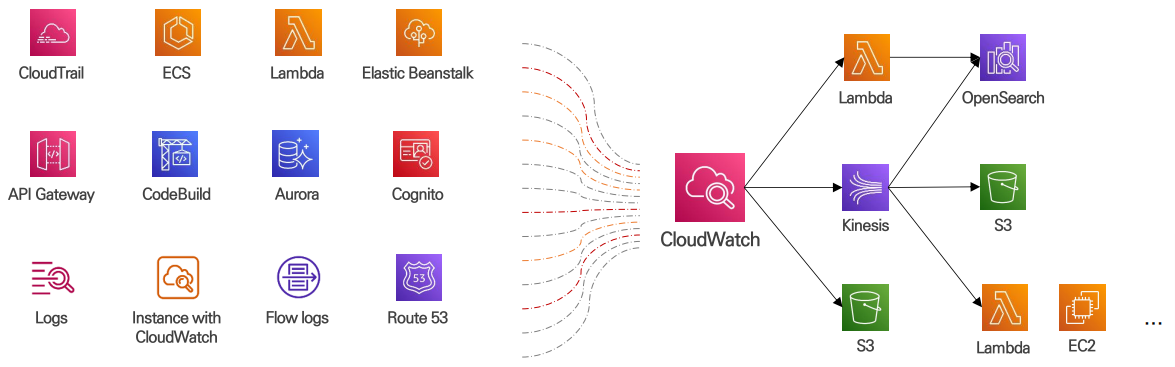 CloudTrail
ECS
Lambda
Elastic Beanstalk
API Gateway
CodeBuild
Aurora
Cognito
Logs
Instance with
CloudWatch
Flow logs
53
Route 53
CloudWatch
Lambda
OpenSearch
Kinesis
S3
S3
Lambda
EC2
...